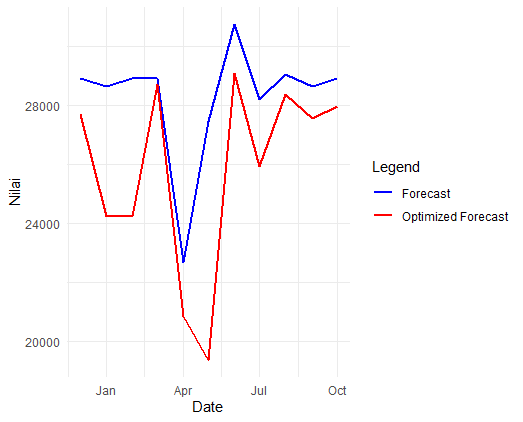 Nilai
28000
24000
20000
Jan
Apr
Jul
Oct
Date
Legend
Forecast
Optimized Forecast